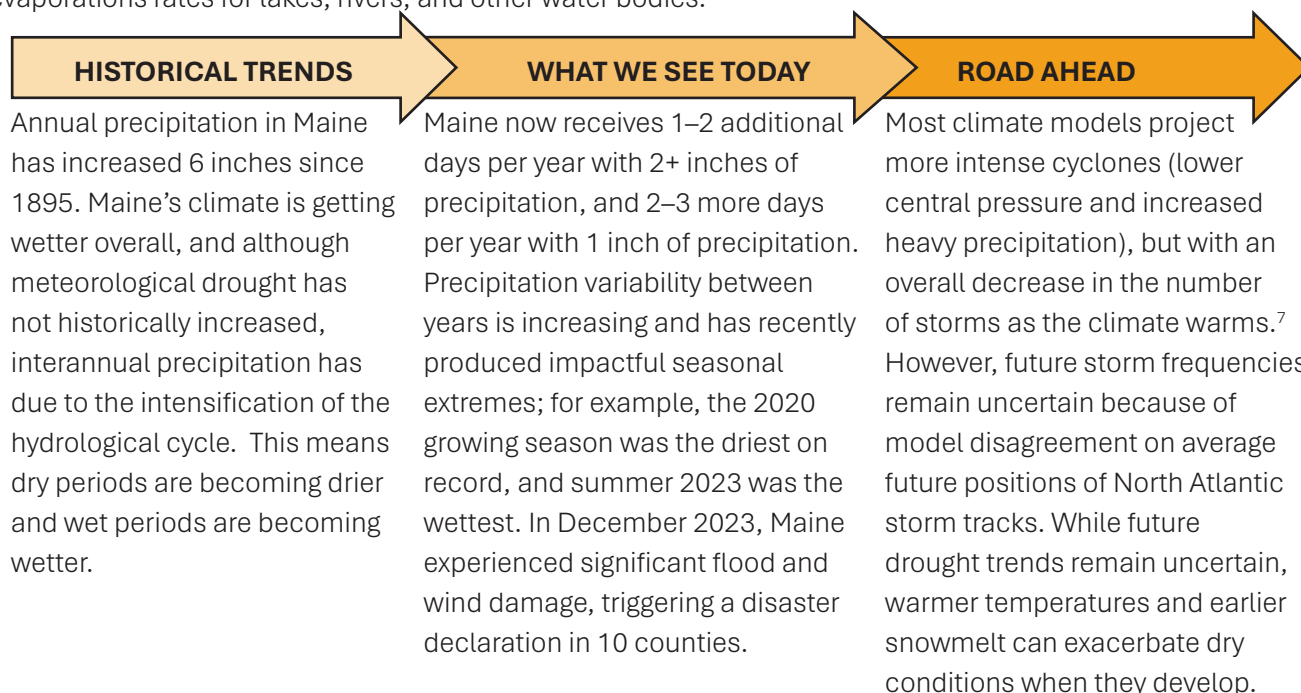 evaporations rates for lakes, rivers, and other water bodies.
HISTORICAL TRENDS
Annual precipitation in Maine
has increased 6 inches since
1895. Maine’s climate is getting
wetter overall, and although
meteorological drought has
not historically increased,
interannual precipitation has
due to the intensification of the
hydrological cycle.  This means
dry periods are becoming drier
and wet periods are becoming
wetter.
WHAT WE SEE TODAY
Maine now receives 1–2 additional
days per year with 2+ inches of
precipitation, and 2–3 more days
per year with 1 inch of precipitation.
Precipitation variability between
years is increasing and has recently
produced impactful seasonal
extremes; for example, the 2020
growing season was the driest on
record, and summer 2023 was the
wettest. In December 2023, Maine
experienced significant flood and
wind damage, triggering a disaster
declaration in 10 counties.
ROAD AHEAD
Most climate models project
more intense cyclones (lower
central pressure and increased
heavy precipitation), but with an
overall decrease in the number
of storms as the climate warms.⁷
However, future storm frequencies
remain uncertain because of
model disagreement on average
future positions of North Atlantic
storm tracks. While future
drought trends remain uncertain,
warmer temperatures and earlier
snowmelt can exacerbate dry
conditions when they develop.